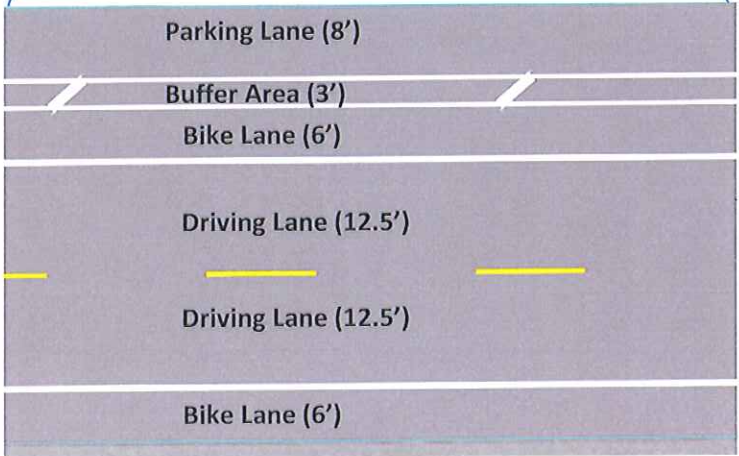 Parking Lane (8’)
Buffer Area (3’)
Bike Lane (6’)
Driving Lane (12.5’)
Driving Lane (12.5’)
Bike Lane (6’)